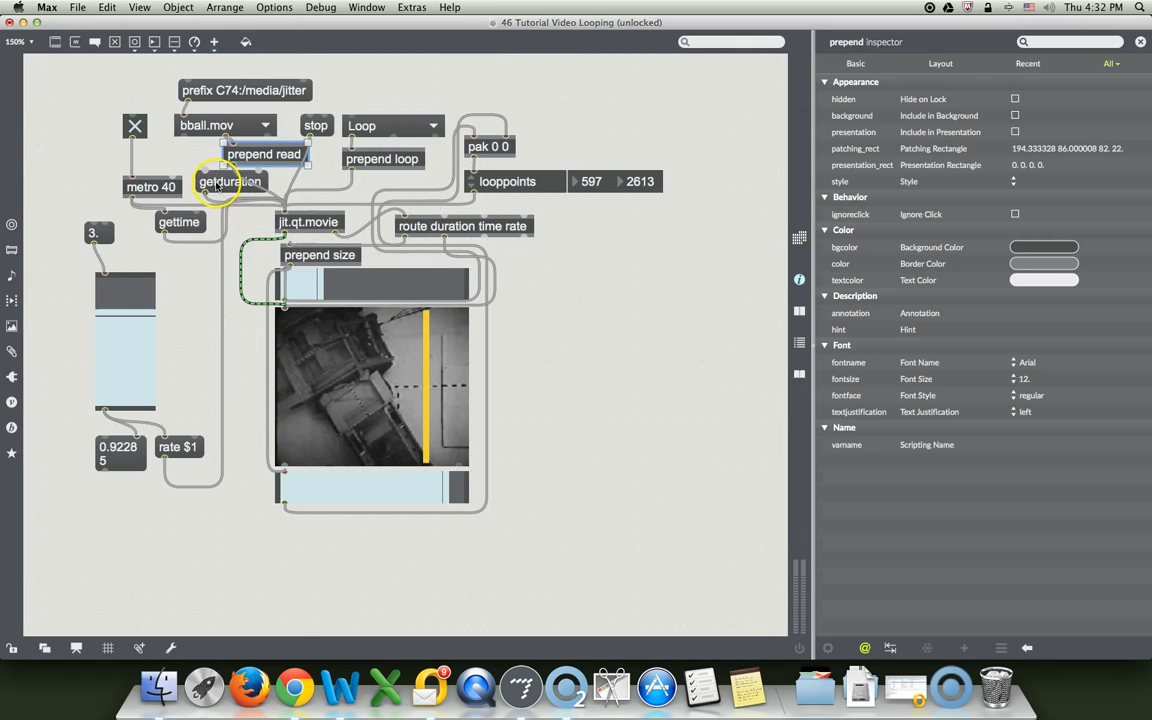 Max File Edit View Object Arrange Options Debug Window Extras Help
Thu 4:32 PM
46 Tutorial Video Looping (unlocked)
150%
prepend inspector
Basic Layout Recent All
prefix C74:/media/jitter
bball.mov
stop
Loop
prepend read
prepend loop
pak 0 0
metro 40
getduration
looppoints
597
2613
gettime
jit.qt.movie
route duration time rate
3.
prepend size
0.9228
5
rate $1
Appearance
hidden Hide on Lock
background Include in Background
presentation Include in Presentation
patching_rect Patching Rectangle 194.333328 86.000008 82. 22.
presentation_rect Presentation Rectangle 0. 0. 0. 0.
style Style
Behavior
ignoreclick Ignore Click
Color
bgcolor Background Color
color Border Color
textcolor Text Color
Description
annotation Annotation
hint Hint
Font
fontname Font Name Arial
fontsize Font Size 12.
fontface Font Style regular
textjustification Text Justification left
Name
varname Scripting Name
9
2